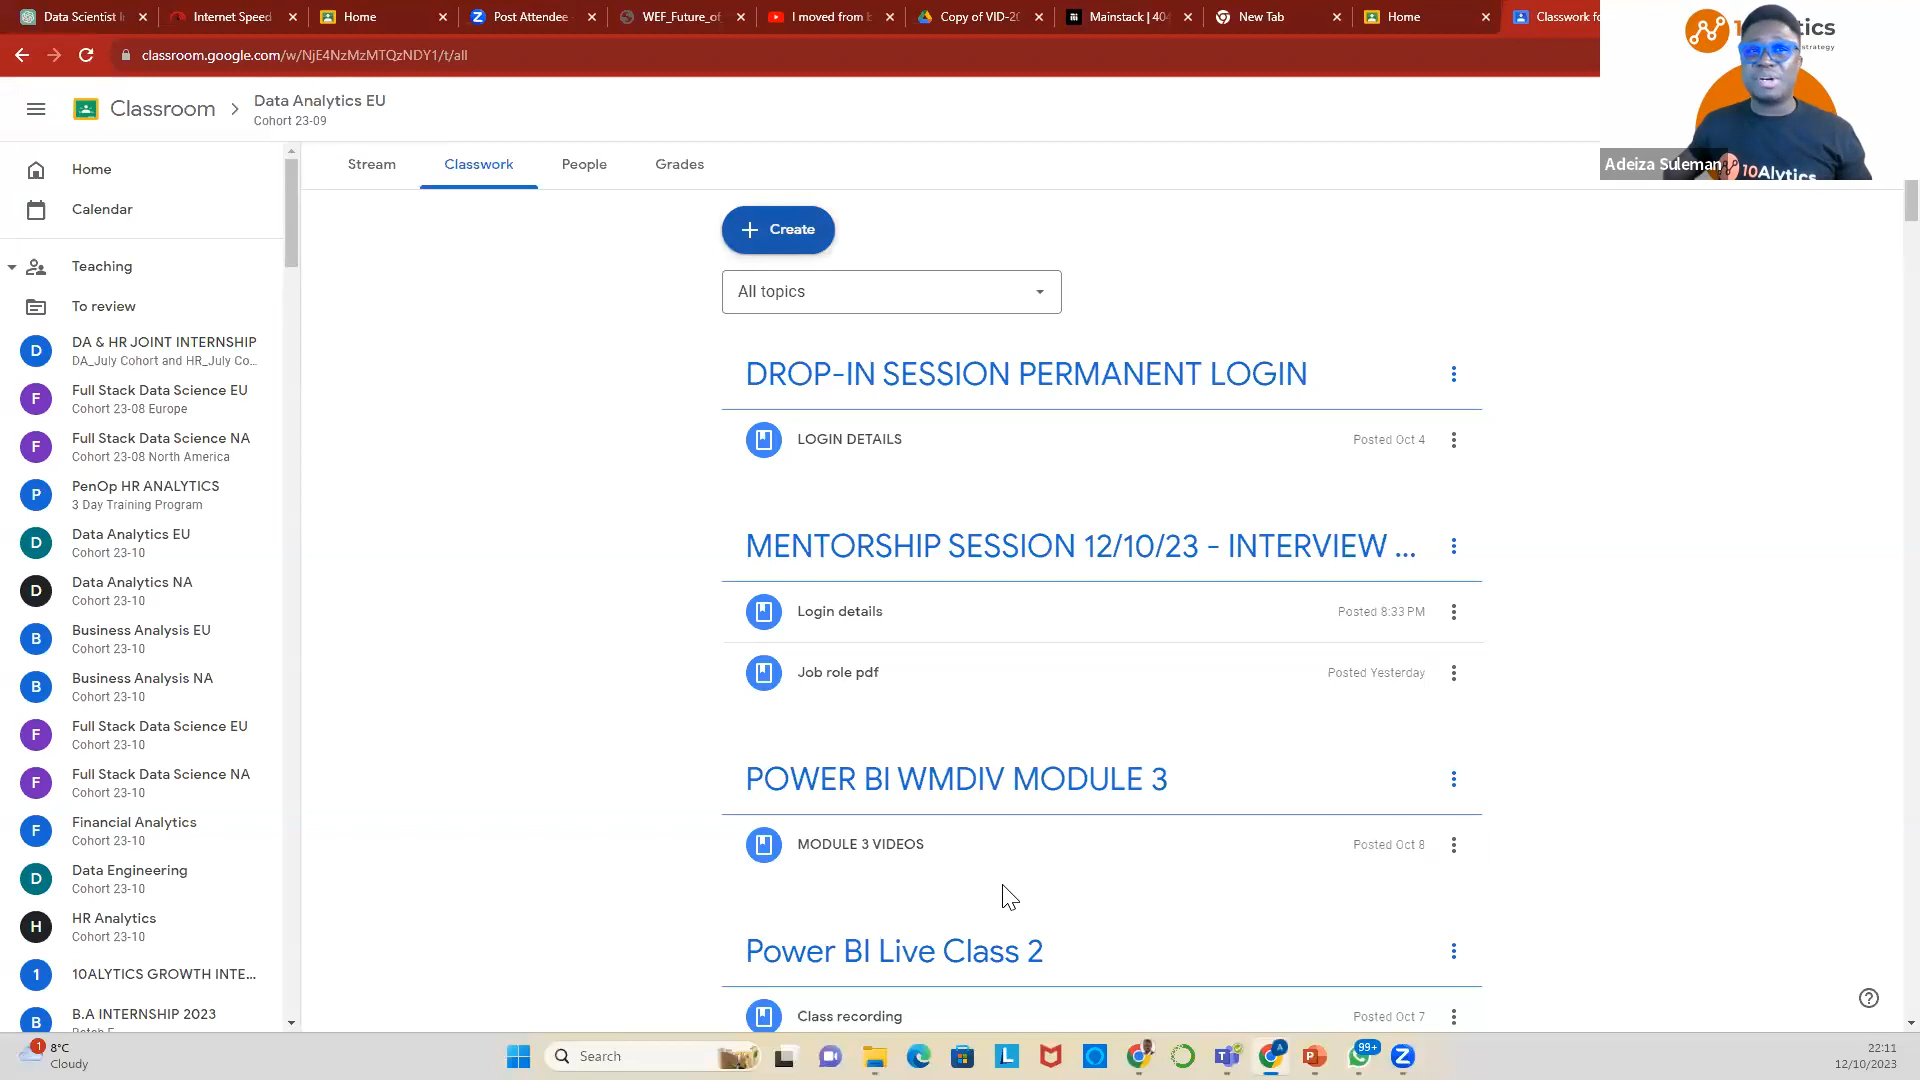 Data Scientist
Internet Speed
Home
Post Attendee
WEF_Future_of
I moved from
Copy of VID-20
Mainstack | 404
New Tab
Home
Classwork fo
classroom.google.com/w/NjE4NzMzMTQzNDY1/t/all
Classroom
Data Analytics EU
Cohort 23-09
strategy
Adeiza Suleman
10Alytics
Home
Calendar
Teaching
To review
D
DA & HR JOINT INTERNSHIP
DA_July Cohort and HR_July Co...
F
Full Stack Data Science EU
Cohort 23-08 Europe
F
Full Stack Data Science NA
Cohort 23-08 North America
P
PenOp HR ANALYTICS
3 Day Training Program
D
Data Analytics EU
Cohort 23-10
D
Data Analytics NA
Cohort 23-10
B
Business Analysis EU
Cohort 23-10
B
Business Analysis NA
Cohort 23-10
F
Full Stack Data Science EU
Cohort 23-10
F
Full Stack Data Science NA
Cohort 23-10
F
Financial Analytics
Cohort 23-10
D
Data Engineering
Cohort 23-10
H
HR Analytics
Cohort 23-10
1
10ALYTICS GROWTH INTE...
B
B.A INTERNSHIP 2023
Stream Classwork People Grades
Create
All topics
DROP-IN SESSION PERMANENT LOGIN
LOGIN DETAILS Posted Oct 4
MENTORSHIP SESSION 12/10/23 - INTERVIEW ...
Login details Posted 8:33 PM
Job role pdf Posted Yesterday
POWER BI WMDIV MODULE 3
MODULE 3 VIDEOS Posted Oct 8
Power BI Live Class 2
Class recording Posted Oct 7
1
8°C
Cloudy
Search
99+
22:11
12/10/2023